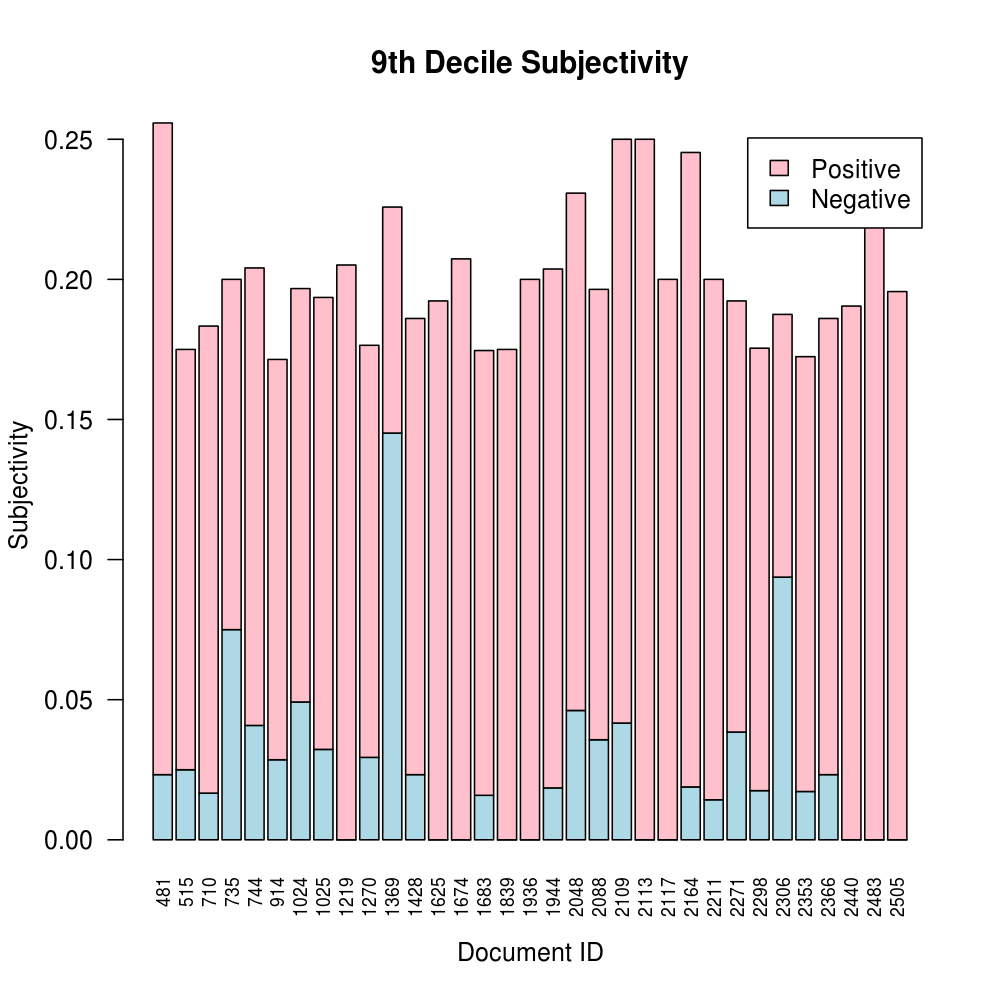 9th Decile Subjectivity
Positive
Negative
Subjectivity
0.25
0.20
0.15
0.10
0.05
0.00
481 515 710 735 744 914 1024 1025 1219 1270 1369 1428 1625 1674 1683 1839 1936 1944 2048 2088 2109 2113 2117 2164 2211 2271 2298 2306 2353 2366 2440 2483 2505
Document ID